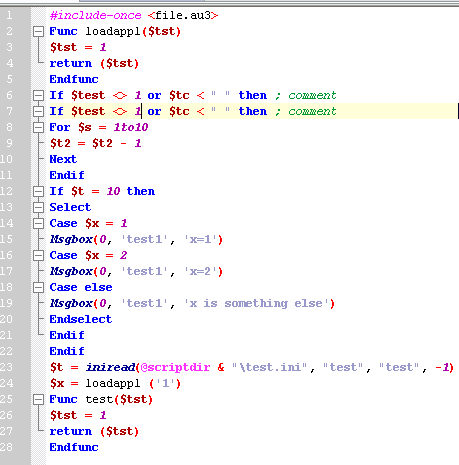 1 #include-once <file.au3>
2 Func loadappl($tst)
3 $tst = 1
4 return ($tst)
5 Endfunc
6 If $test <> 1 or $tc < " " then ; comment
7 If $test <> 1 or $tc < " " then ; comment
8 For $s = 1to10
9 $t2 = $t2 - 1
10 Next
11 Endif
12 If $t = 10 then
13 Select
14 Case $x = 1
15 Msgbox(0, 'test1', 'x=1')
16 Case $x = 2
17 Msgbox(0, 'test1', 'x=2')
18 Case else
19 Msgbox(0, 'test1', 'x is something else')
20 Endselect
21 Endif
22 Endif
23 $t = iniread(@scriptdir & "\test.ini", "test", "test", -1)
24 $x = loadappl ('1')
25 Func test($tst)
26 $tst = 1
27 return ($tst)
28 Endfunc